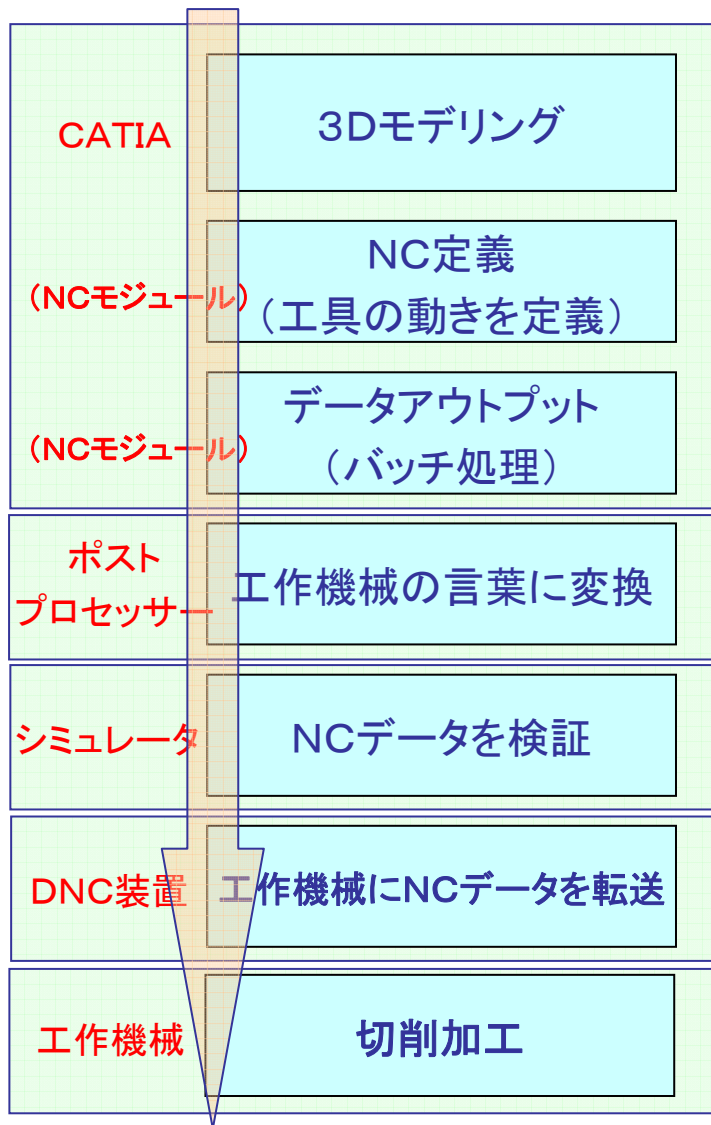 CATIA
3Dモデリング
(NCモジュール)
NC定義
(工具の動きを定義)
(NCモジュール)
データアウトプット
(バッチ処理)
ポスト
プロセッサー
工作機械の言葉に変換
シミュレータ
NCデータを検証
DNC装置
工作機械にNCデータを転送
工作機械
切削加工